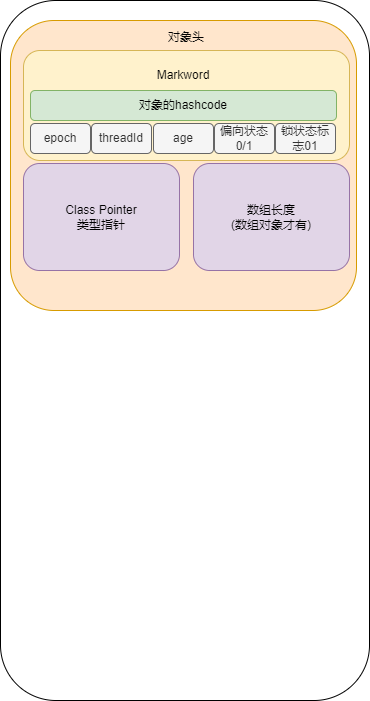 对象头
Markword
对象的hashcode
epoch
threadId
age
偏向状态
0/1
锁状态标
志01
Class Pointer
类型指针
数组长度
(数组对象才有)